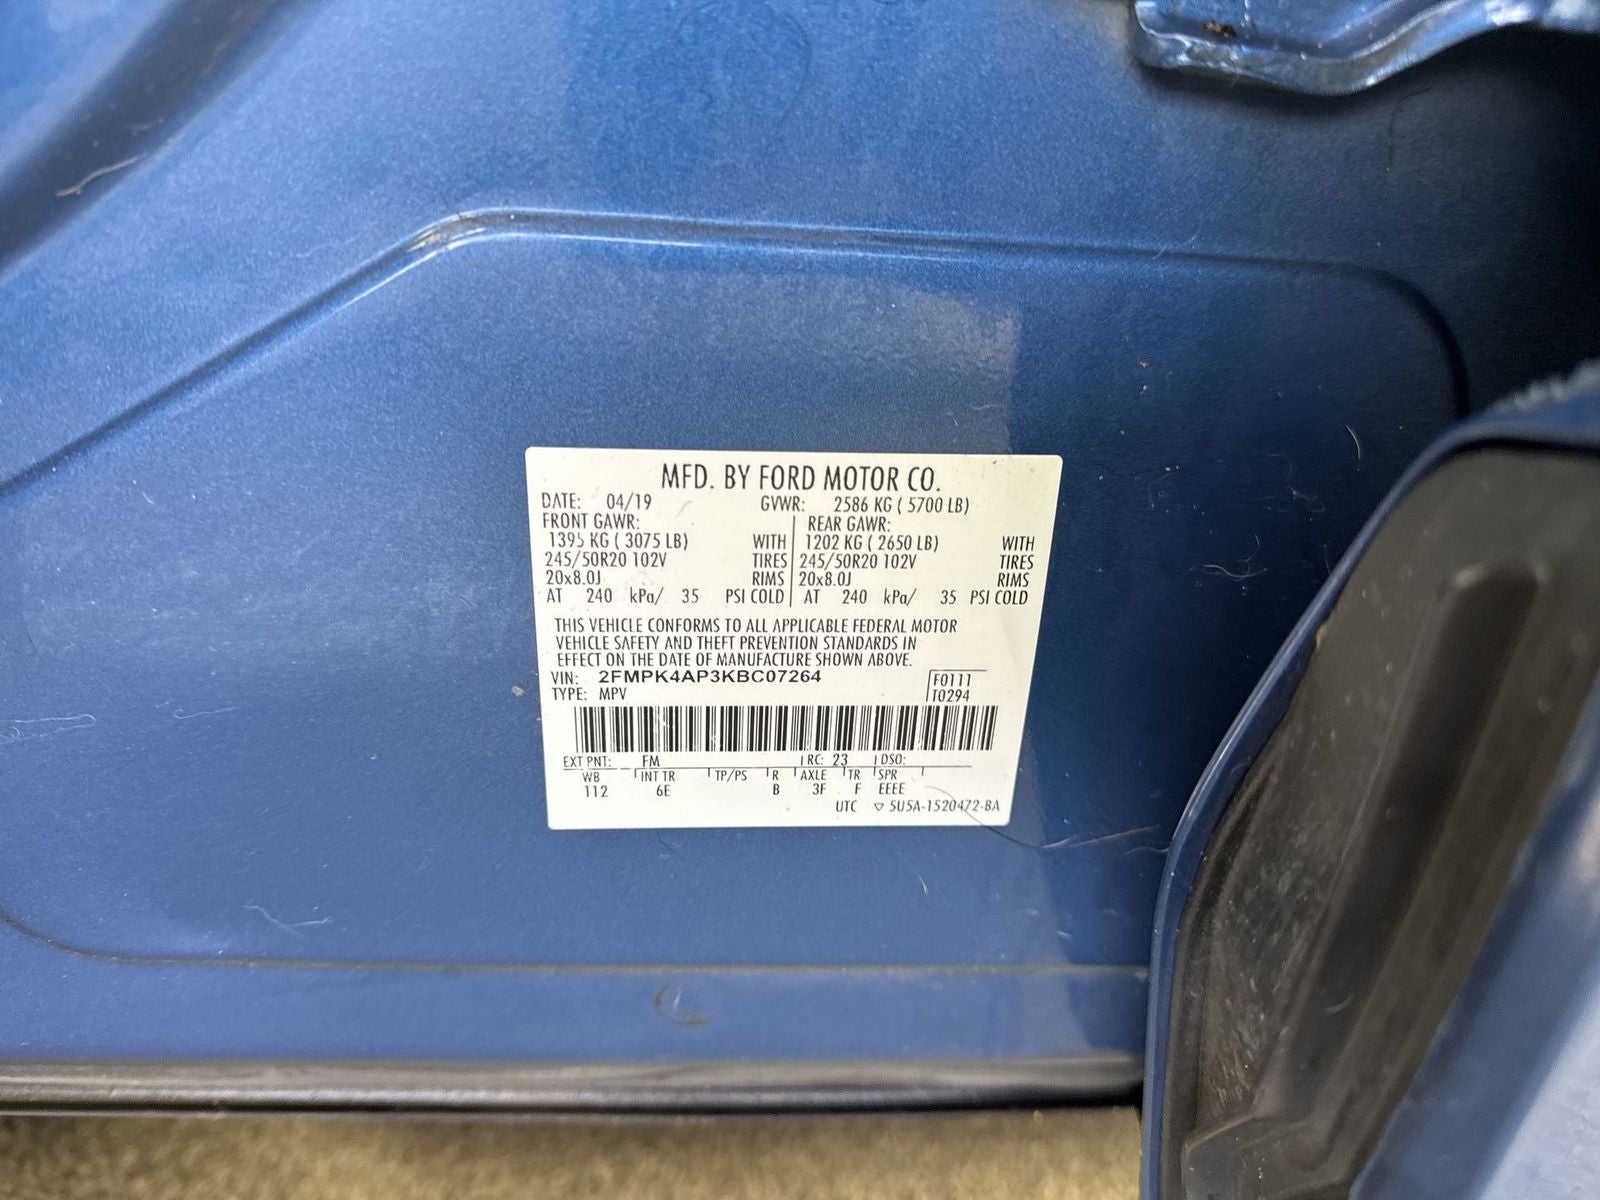 MFD. BY FORD MOTOR CO.
DATE: 04/19 GVWR: 2586 KG ( 5700 LB)
FRONT GAWR: REAR GAWR:
1395 KG ( 3075 LB) WITH 1202 KG ( 2650 LB) WITH
245/50R20 102V TIRES 245/50R20 102V TIRES
20x8.0J RIMS 20x8.0J RIMS
AT 240 kPa/ 35 PSI COLD AT 240 kPa/ 35 PSI COLD
THIS VEHICLE CONFORMS TO ALL APPLICABLE FEDERAL MOTOR
VEHICLE SAFETY AND THEFT PREVENTION STANDARDS IN
EFFECT ON THE DATE OF MANUFACTURE SHOWN ABOVE.
VIN: 2FMPK4AP3KBC07264 F0111
TYPE: MPV T0294
EXT PNT: FM RC: 23 DSO:
WB INT TR TP/PS R AXLE TR SPR
112 6E B 3F F EEEE
UTC ▽ 5U5A-1520472-BA